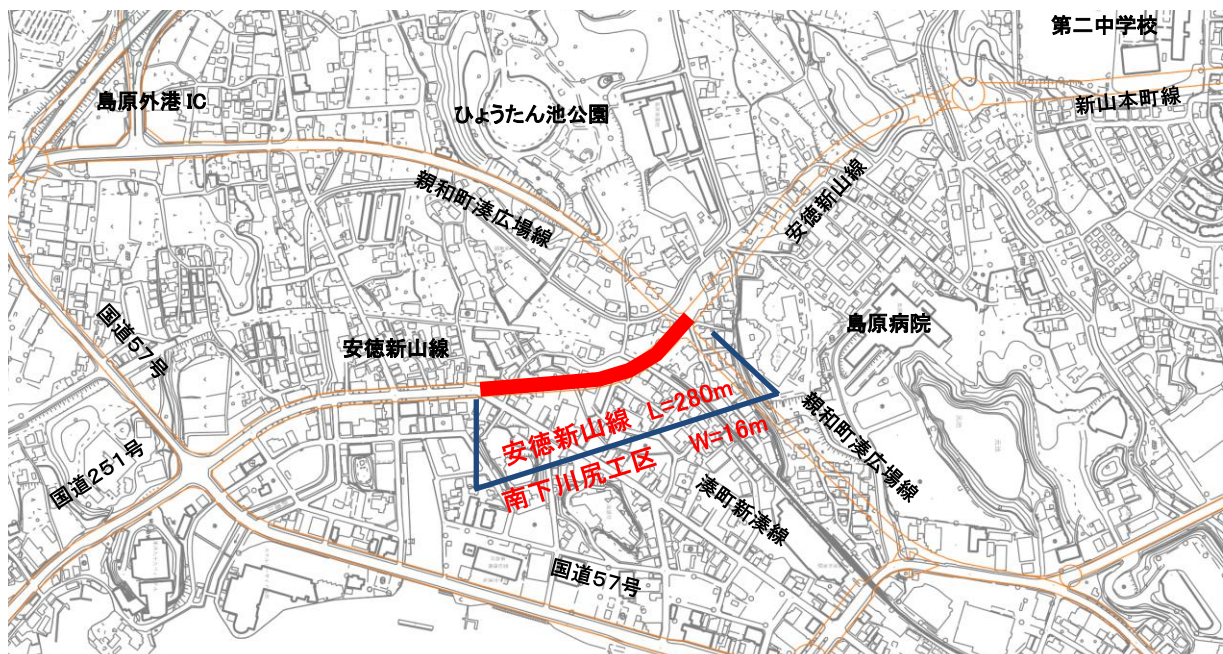 第二中学校
島原外港IC
新山本町線
ひょうたん池公園
親和町湊広場線
安徳新山線
国道57号
安徳新山線
島原病院
安徳新山線 L=280m
W=16m
南下川尻工区
親和町湊広場線
国道251号
湊町新湊線
国道57号